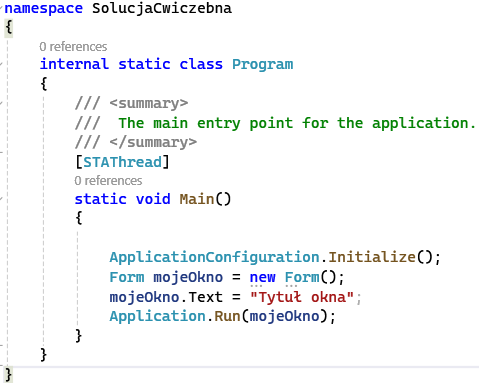 namespace SolucjaCwiczebna
{
0 references
internal static class Program
{
/// <summary>
///  The main entry point for the application.
/// </summary>
[STAThread]
0 references
static void Main()
{
ApplicationConfiguration.Initialize();
Form mojeOkno = new Form();
mojeOkno.Text = "Tytuł okna";
Application.Run(mojeOkno);
}
}
}